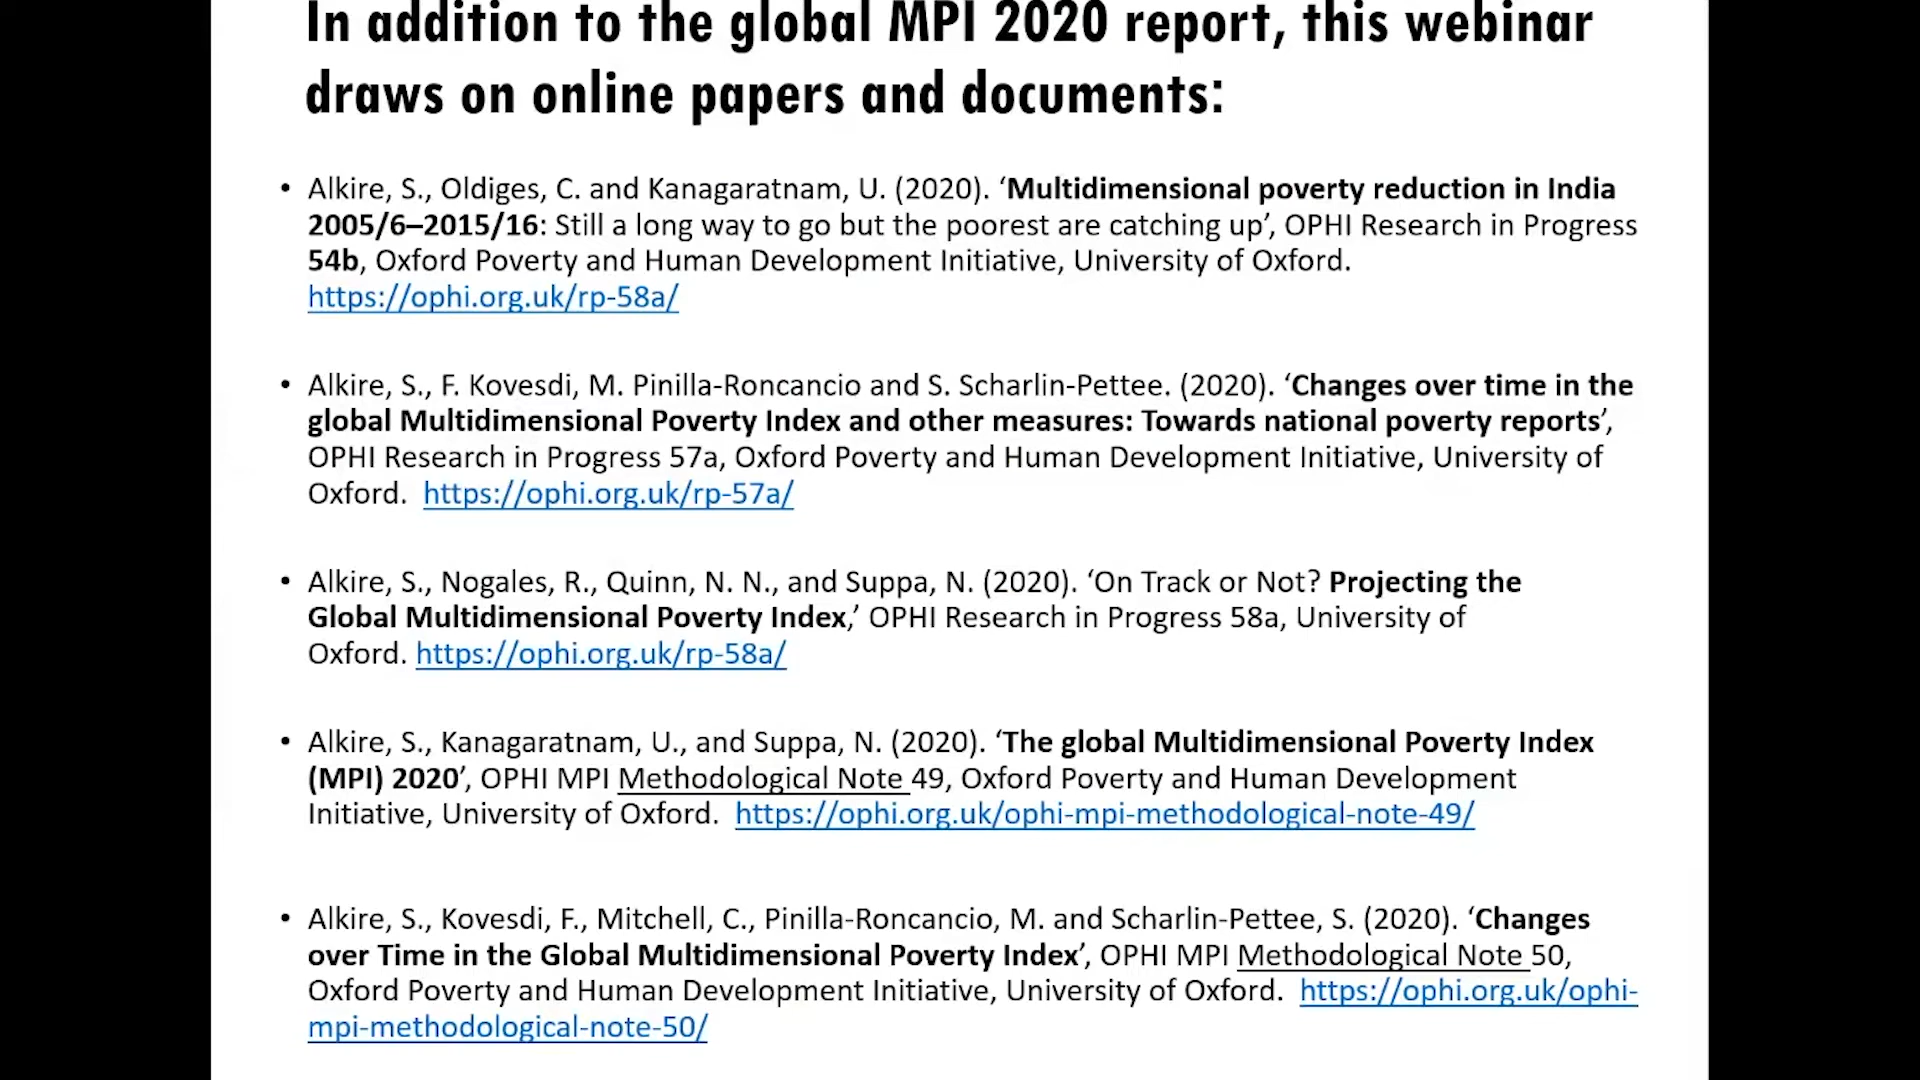 In addition to the global MPI 2020 report, this webinar
draws on online papers and documents:
• Alkire, S., Oldiges, C. and Kanagaratnam, U. (2020). ‘Multidimensional poverty reduction in India
2005/6–2015/16: Still a long way to go but the poorest are catching up’, OPHI Research in Progress
54b, Oxford Poverty and Human Development Initiative, University of Oxford.
https://ophi.org.uk/rp-58a/
• Alkire, S., F. Kovesdi, M. Pinilla-Roncancio and S. Scharlin-Pettee. (2020). ‘Changes over time in the
global Multidimensional Poverty Index and other measures: Towards national poverty reports’,
OPHI Research in Progress 57a, Oxford Poverty and Human Development Initiative, University of
Oxford. https://ophi.org.uk/rp-57a/
• Alkire, S., Nogales, R., Quinn, N. N., and Suppa, N. (2020). ‘On Track or Not? Projecting the
Global Multidimensional Poverty Index,’ OPHI Research in Progress 58a, University of
Oxford. https://ophi.org.uk/rp-58a/
• Alkire, S., Kanagaratnam, U., and Suppa, N. (2020). ‘The global Multidimensional Poverty Index
(MPI) 2020’, OPHI MPI Methodological Note 49, Oxford Poverty and Human Development
Initiative, University of Oxford. https://ophi.org.uk/ophi-mpi-methodological-note-49/
• Alkire, S., Kovesdi, F., Mitchell, C., Pinilla-Roncancio, M. and Scharlin-Pettee, S. (2020). ‘Changes
over Time in the Global Multidimensional Poverty Index’, OPHI MPI Methodological Note 50,
Oxford Poverty and Human Development Initiative, University of Oxford. https://ophi.org.uk/ophi-
mpi-methodological-note-50/